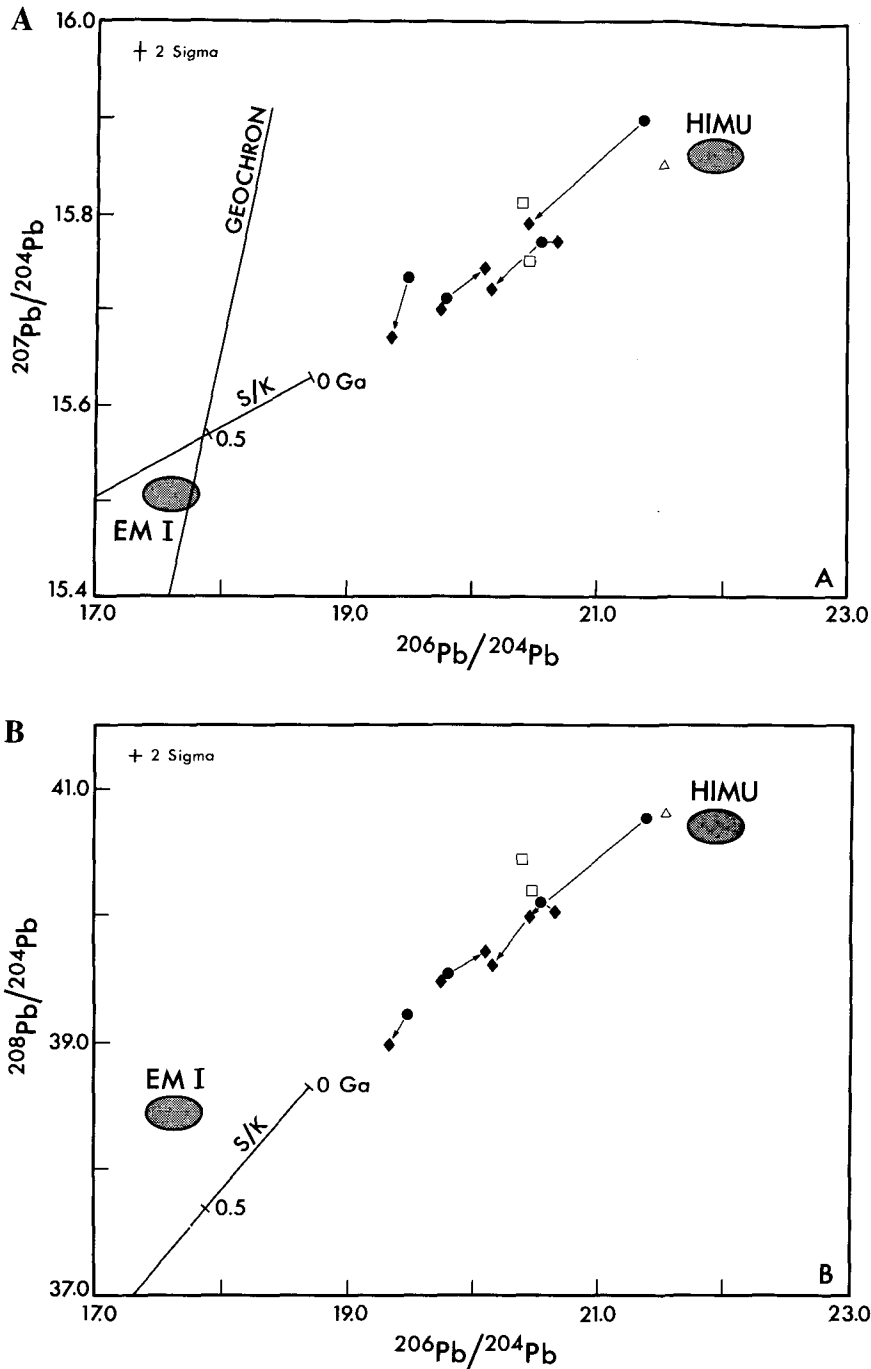 A
16.0
2 Sigma
GEOCHRON
HIMU
15.8
207Pb/204Pb
S/K
0 Ga
15.6
0.5
EM I
15.4
A
17.0 19.0 21.0 23.0
206Pb/204Pb
B
2 Sigma
41.0
HIMU
208Pb/204Pb
39.0
EM I
S/K
0 Ga
0.5
37.0
B
17.0 19.0 21.0 23.0
206Pb/204Pb